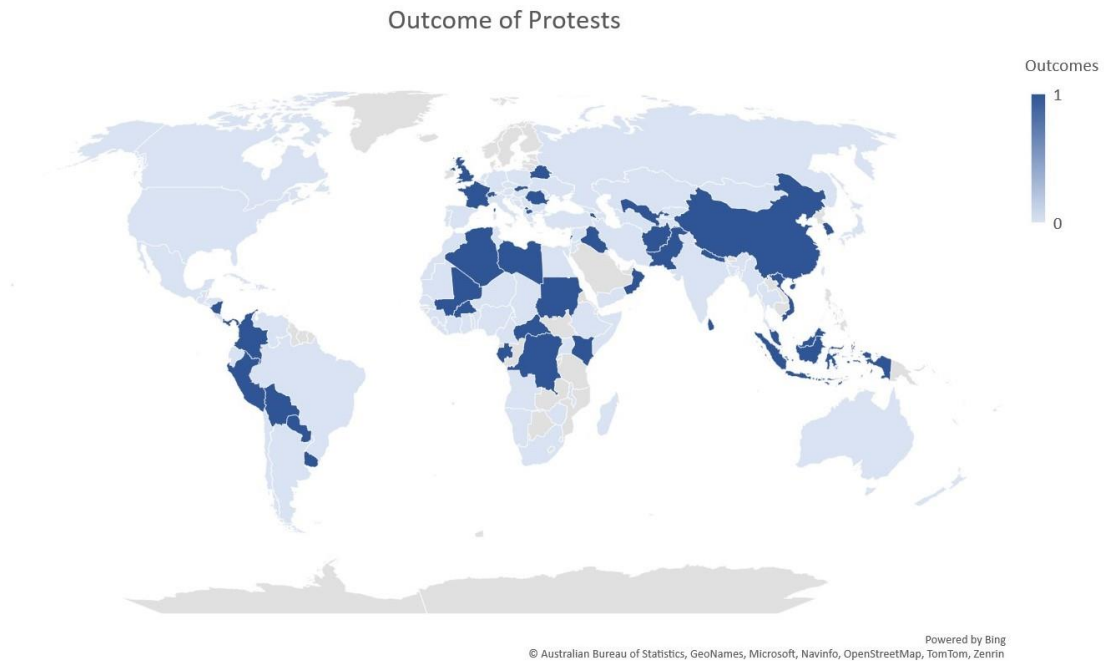 Outcome of Protests
Outcomes
1
0
Powered by Bing
© Australian Bureau of Statistics, GeoNames, Microsoft, Navinfo, OpenStreetMap, TomTom, Zenrin